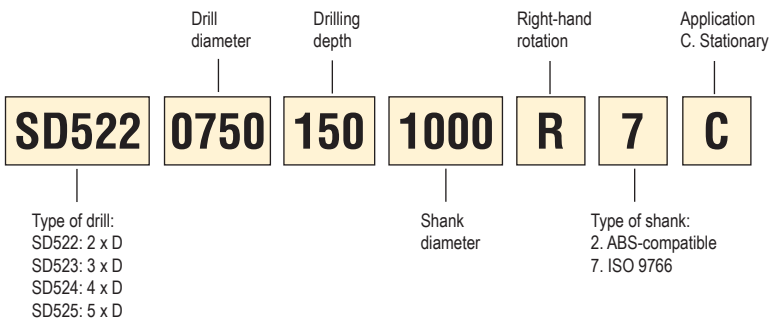 Drill
diameter
Drilling
depth
Right-hand
rotation
Application
C. Stationary
SD522 0750 150 1000 R 7 C
Type of drill:
SD522: 2 x D
SD523: 3 x D
SD524: 4 x D
SD525: 5 x D
Shank
diameter
Type of shank:
2. ABS-compatible
7. ISO 9766